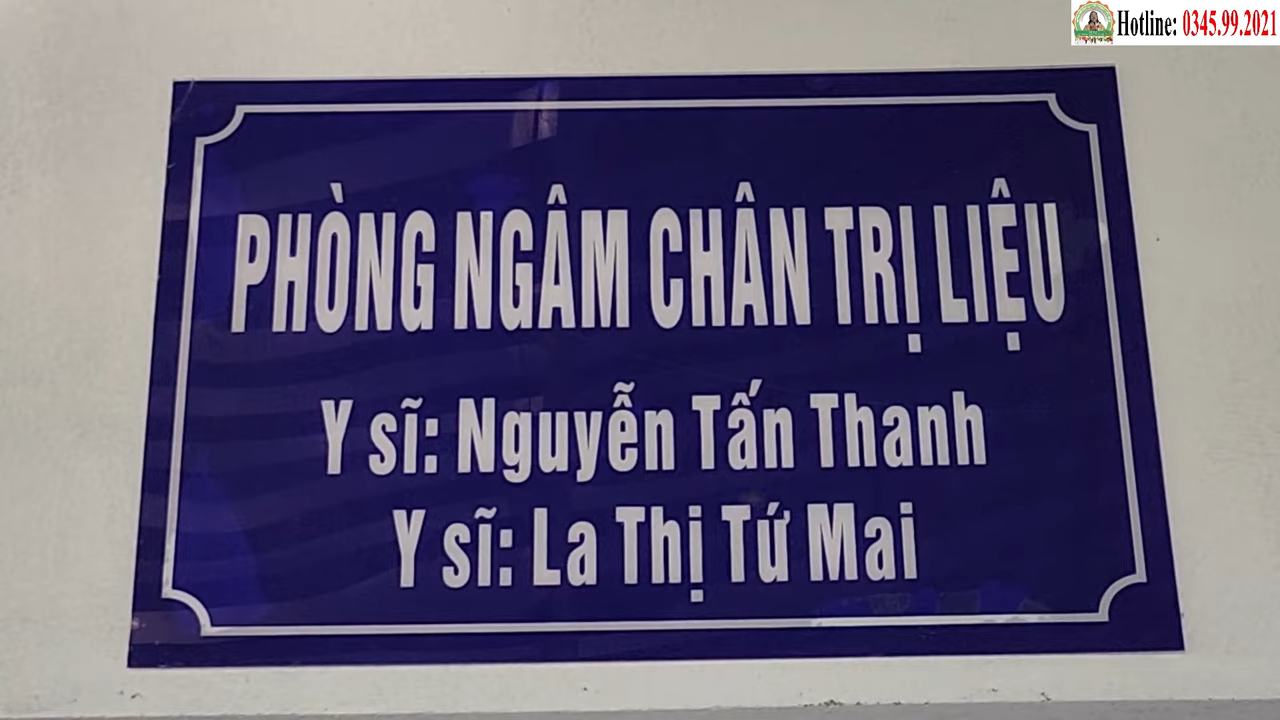 Hotline: 0345.99.2021
PHÒNG NGÂM CHÂN TRỊ LIỆU
Y sĩ: Nguyễn Tấn Thanh
Y sĩ: La Thị Tứ Mai